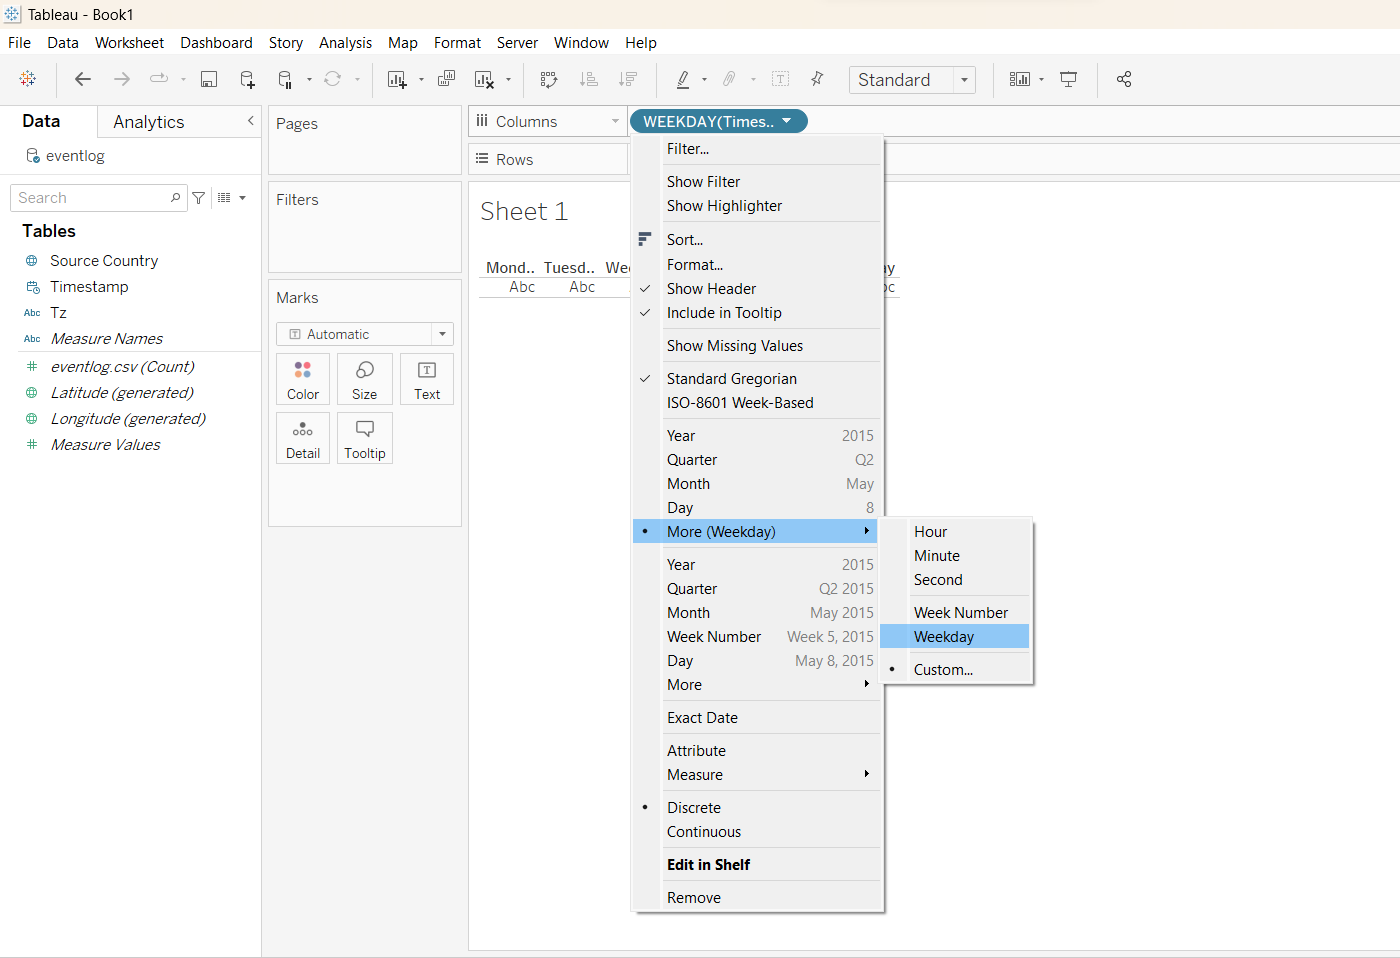 Tableau - Book1
File Data Worksheet Dashboard Story Analysis Map Format Server Window Help
Standard
Data Analytics
eventlog
Search
Tables
Source Country
Timestamp
Abc Tz
Abc Measure Names
eventlog.csv (Count)
Latitude (generated)
Longitude (generated)
Measure Values
Pages
Filters
Marks
Automatic
Color Size Text
Detail Tooltip
Columns WEEKDAY(Times..
Rows
Sheet 1
Mond.. Tuesd..
Abc Abc
Filter...
Show Filter
Show Highlighter
Sort...
Format...
Show Header
Include in Tooltip
Show Missing Values
Standard Gregorian
ISO-8601 Week-Based
Year 2015
Quarter Q2
Month May
Day 8
More (Weekday)
Year 2015
Quarter Q2 2015
Month May 2015
Week Number Week 5, 2015
Day May 8, 2015
More
Exact Date
Attribute
Measure
Discrete
Continuous
Edit in Shelf
Remove
Hour
Minute
Second
Week Number
Weekday
Custom...